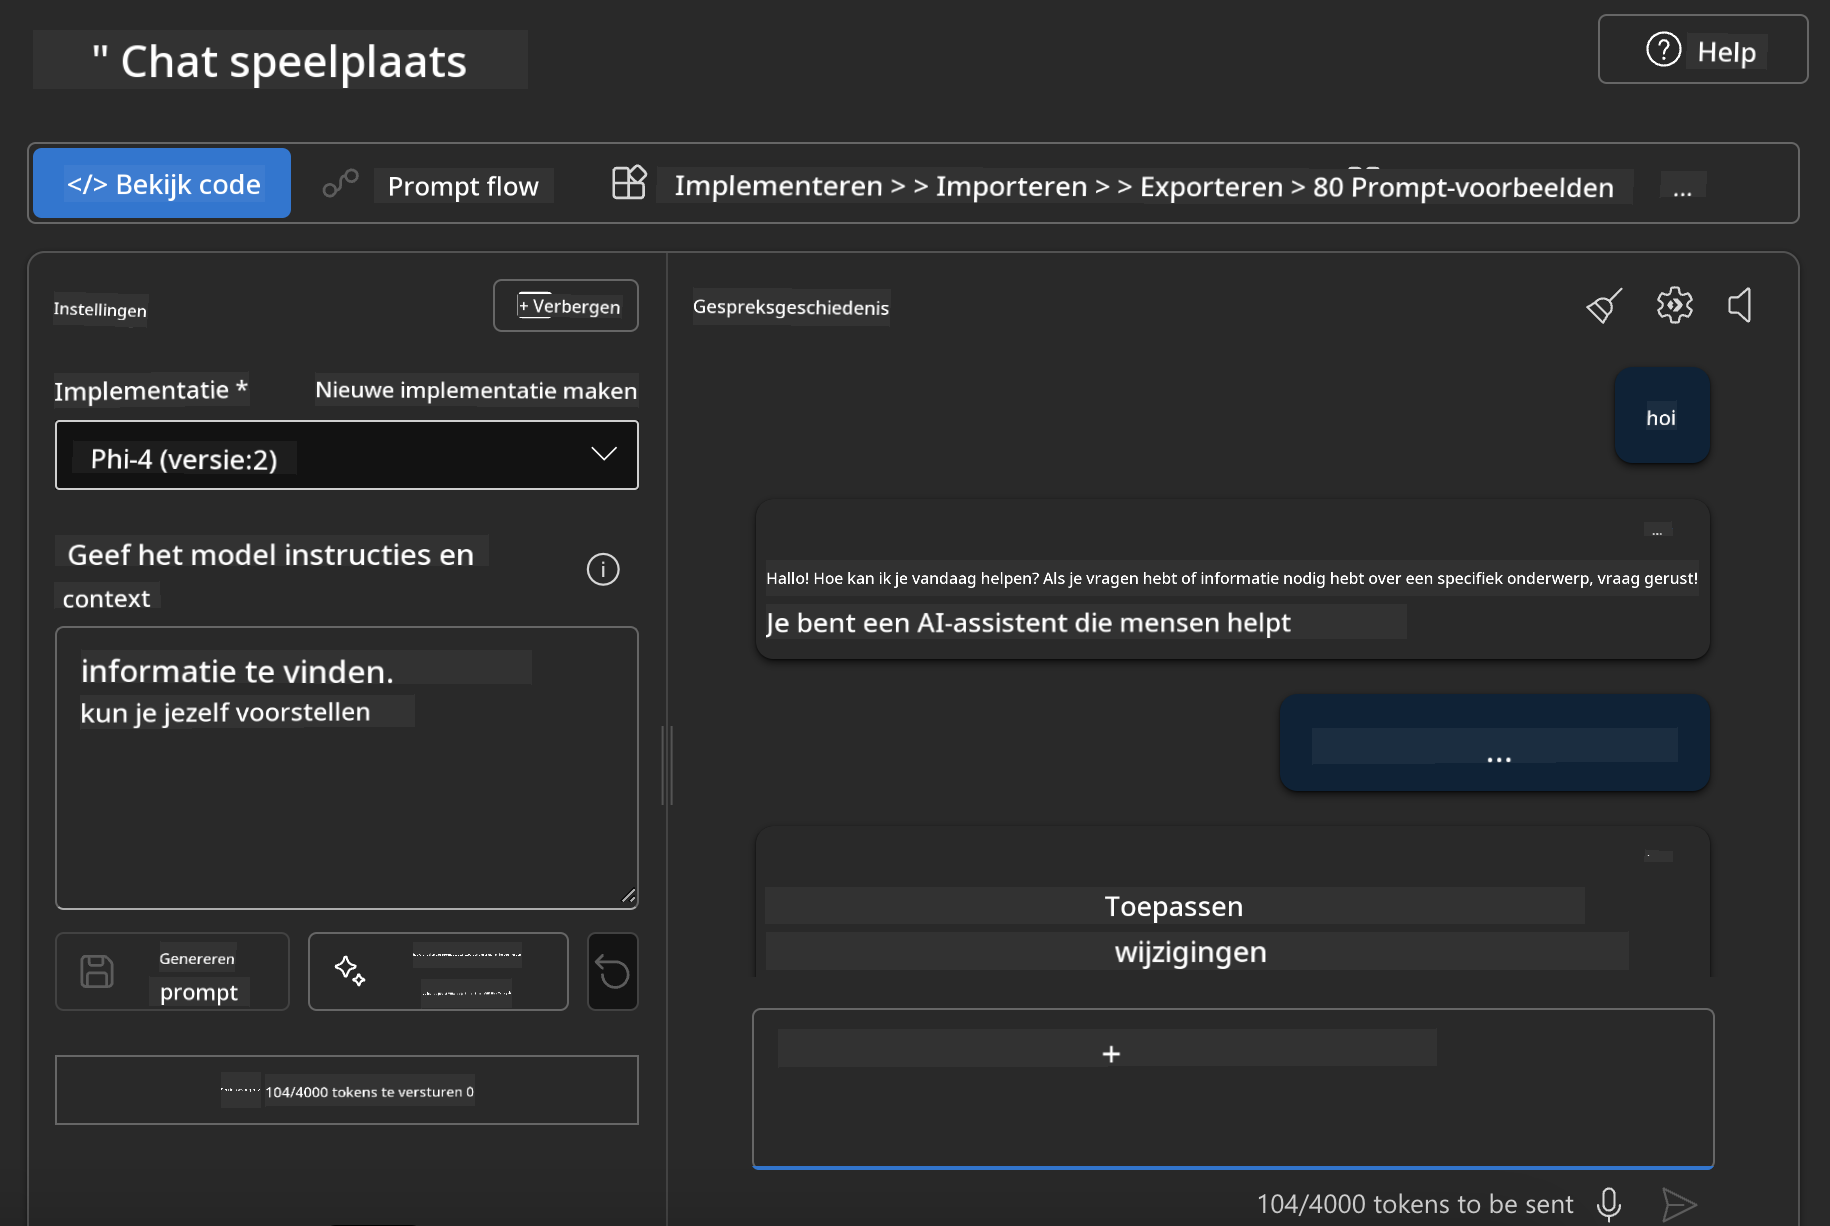 " Chat speelplaats
Help
</> Bekijk code
Prompt flow
Implementeren > > Importeren > > Exporteren > 80 Prompt-voorbeelden
...
Instellingen
+ Verbergen
Implementatie *
Nieuwe implementatie maken
Phi-4 (versie:2)
Geef het model instructies en
context
informatie te vinden.
kun je jezelf voorstellen
Genereren
prompt
104/4000 tokens te versturen 0
Gespreksgeschiedenis
hoi
...
Hallo! Hoe kan ik je vandaag helpen? Als je vragen hebt of informatie nodig hebt over een specifiek onderwerp, vraag gerust!
Je bent een AI-assistent die mensen helpt
...
Toepassen
wijzigingen
+
104/4000 tokens to be sent